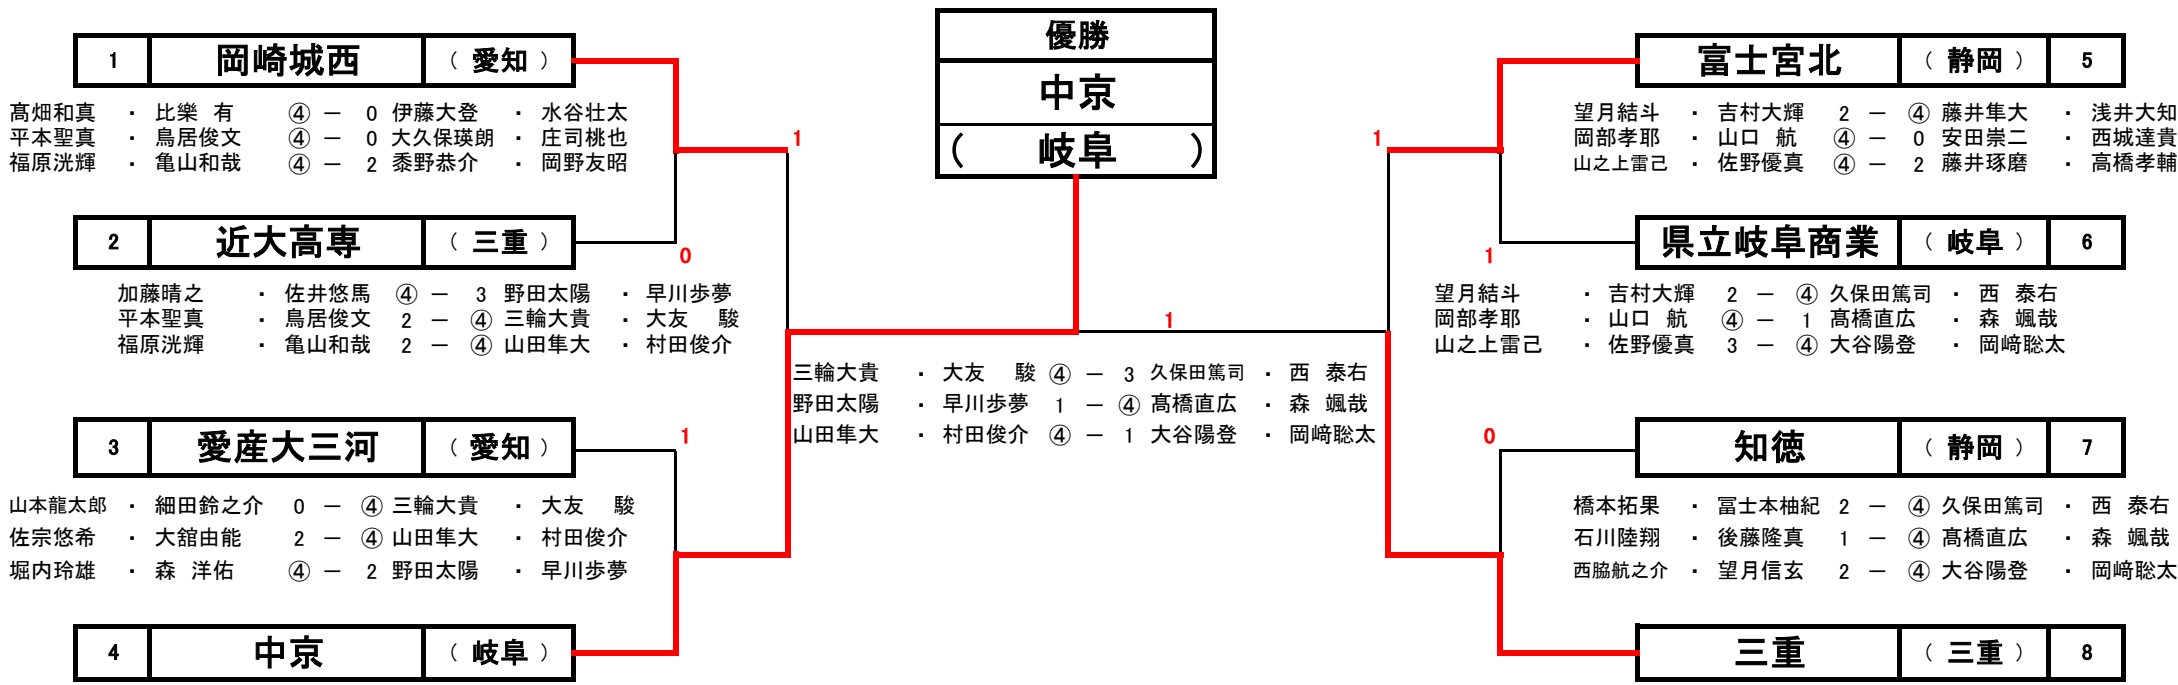 優勝
中京
( 岐阜 )
1 岡崎城西 ( 愛知 )
髙畑和真 ・ 比樂 有 ④ － 0 伊藤大登 ・ 水谷壮太
平本聖真 ・ 鳥居俊文 ④ － 0 大久保瑛朗 ・ 庄司桃也
福原洸輝 ・ 亀山和哉 ④ － 2 黍野恭介 ・ 岡野友昭
1
2 近大高専 ( 三重 )
0
加藤晴之 ・ 佐井悠馬 ④ － 3 野田太陽 ・ 早川歩夢
平本聖真 ・ 鳥居俊文 2 － ④ 三輪大貴 ・ 大友 駿
福原洸輝 ・ 亀山和哉 2 － ④ 山田隼大 ・ 村田俊介
3 愛産大三河 ( 愛知 )
1
山本龍太郎 ・ 細田鈴之介 0 － ④ 三輪大貴 ・ 大友 駿
佐宗悠希 ・ 大舘由能 2 － ④ 山田隼大 ・ 村田俊介
堀内玲雄 ・ 森 洋佑 ④ － 2 野田太陽 ・ 早川歩夢
4 中京 ( 岐阜 )
1
三輪大貴 ・ 大友 駿 ④ － 3 久保田篤司 ・ 西 泰右
野田太陽 ・ 早川歩夢 1 － ④ 髙橋直広 ・ 森 颯哉
山田隼大 ・ 村田俊介 ④ － 1 大谷陽登 ・ 岡﨑聡太
富士宮北 ( 静岡 ) 5
望月結斗 ・ 吉村大輝 2 － ④ 藤井隼大 ・ 浅井大知
岡部孝耶 ・ 山口 航 ④ － 0 安田崇二 ・ 西城達貴
山之上雷己 ・ 佐野優真 ④ － 2 藤井琢磨 ・ 高橋孝輔
1
県立岐阜商業 ( 岐阜 ) 6
1
望月結斗 ・ 吉村大輝 2 － ④ 久保田篤司 ・ 西 泰右
岡部孝耶 ・ 山口 航 ④ － 1 髙橋直広 ・ 森 颯哉
山之上雷己 ・ 佐野優真 3 － ④ 大谷陽登 ・ 岡﨑聡太
知徳 ( 静岡 ) 7
0
橋本拓果 ・ 冨士本柚紀 2 － ④ 久保田篤司 ・ 西 泰右
石川陸翔 ・ 後藤隆真 1 － ④ 髙橋直広 ・ 森 颯哉
西脇航之介 ・ 望月信玄 2 － ④ 大谷陽登 ・ 岡﨑聡太
三重 ( 三重 ) 8